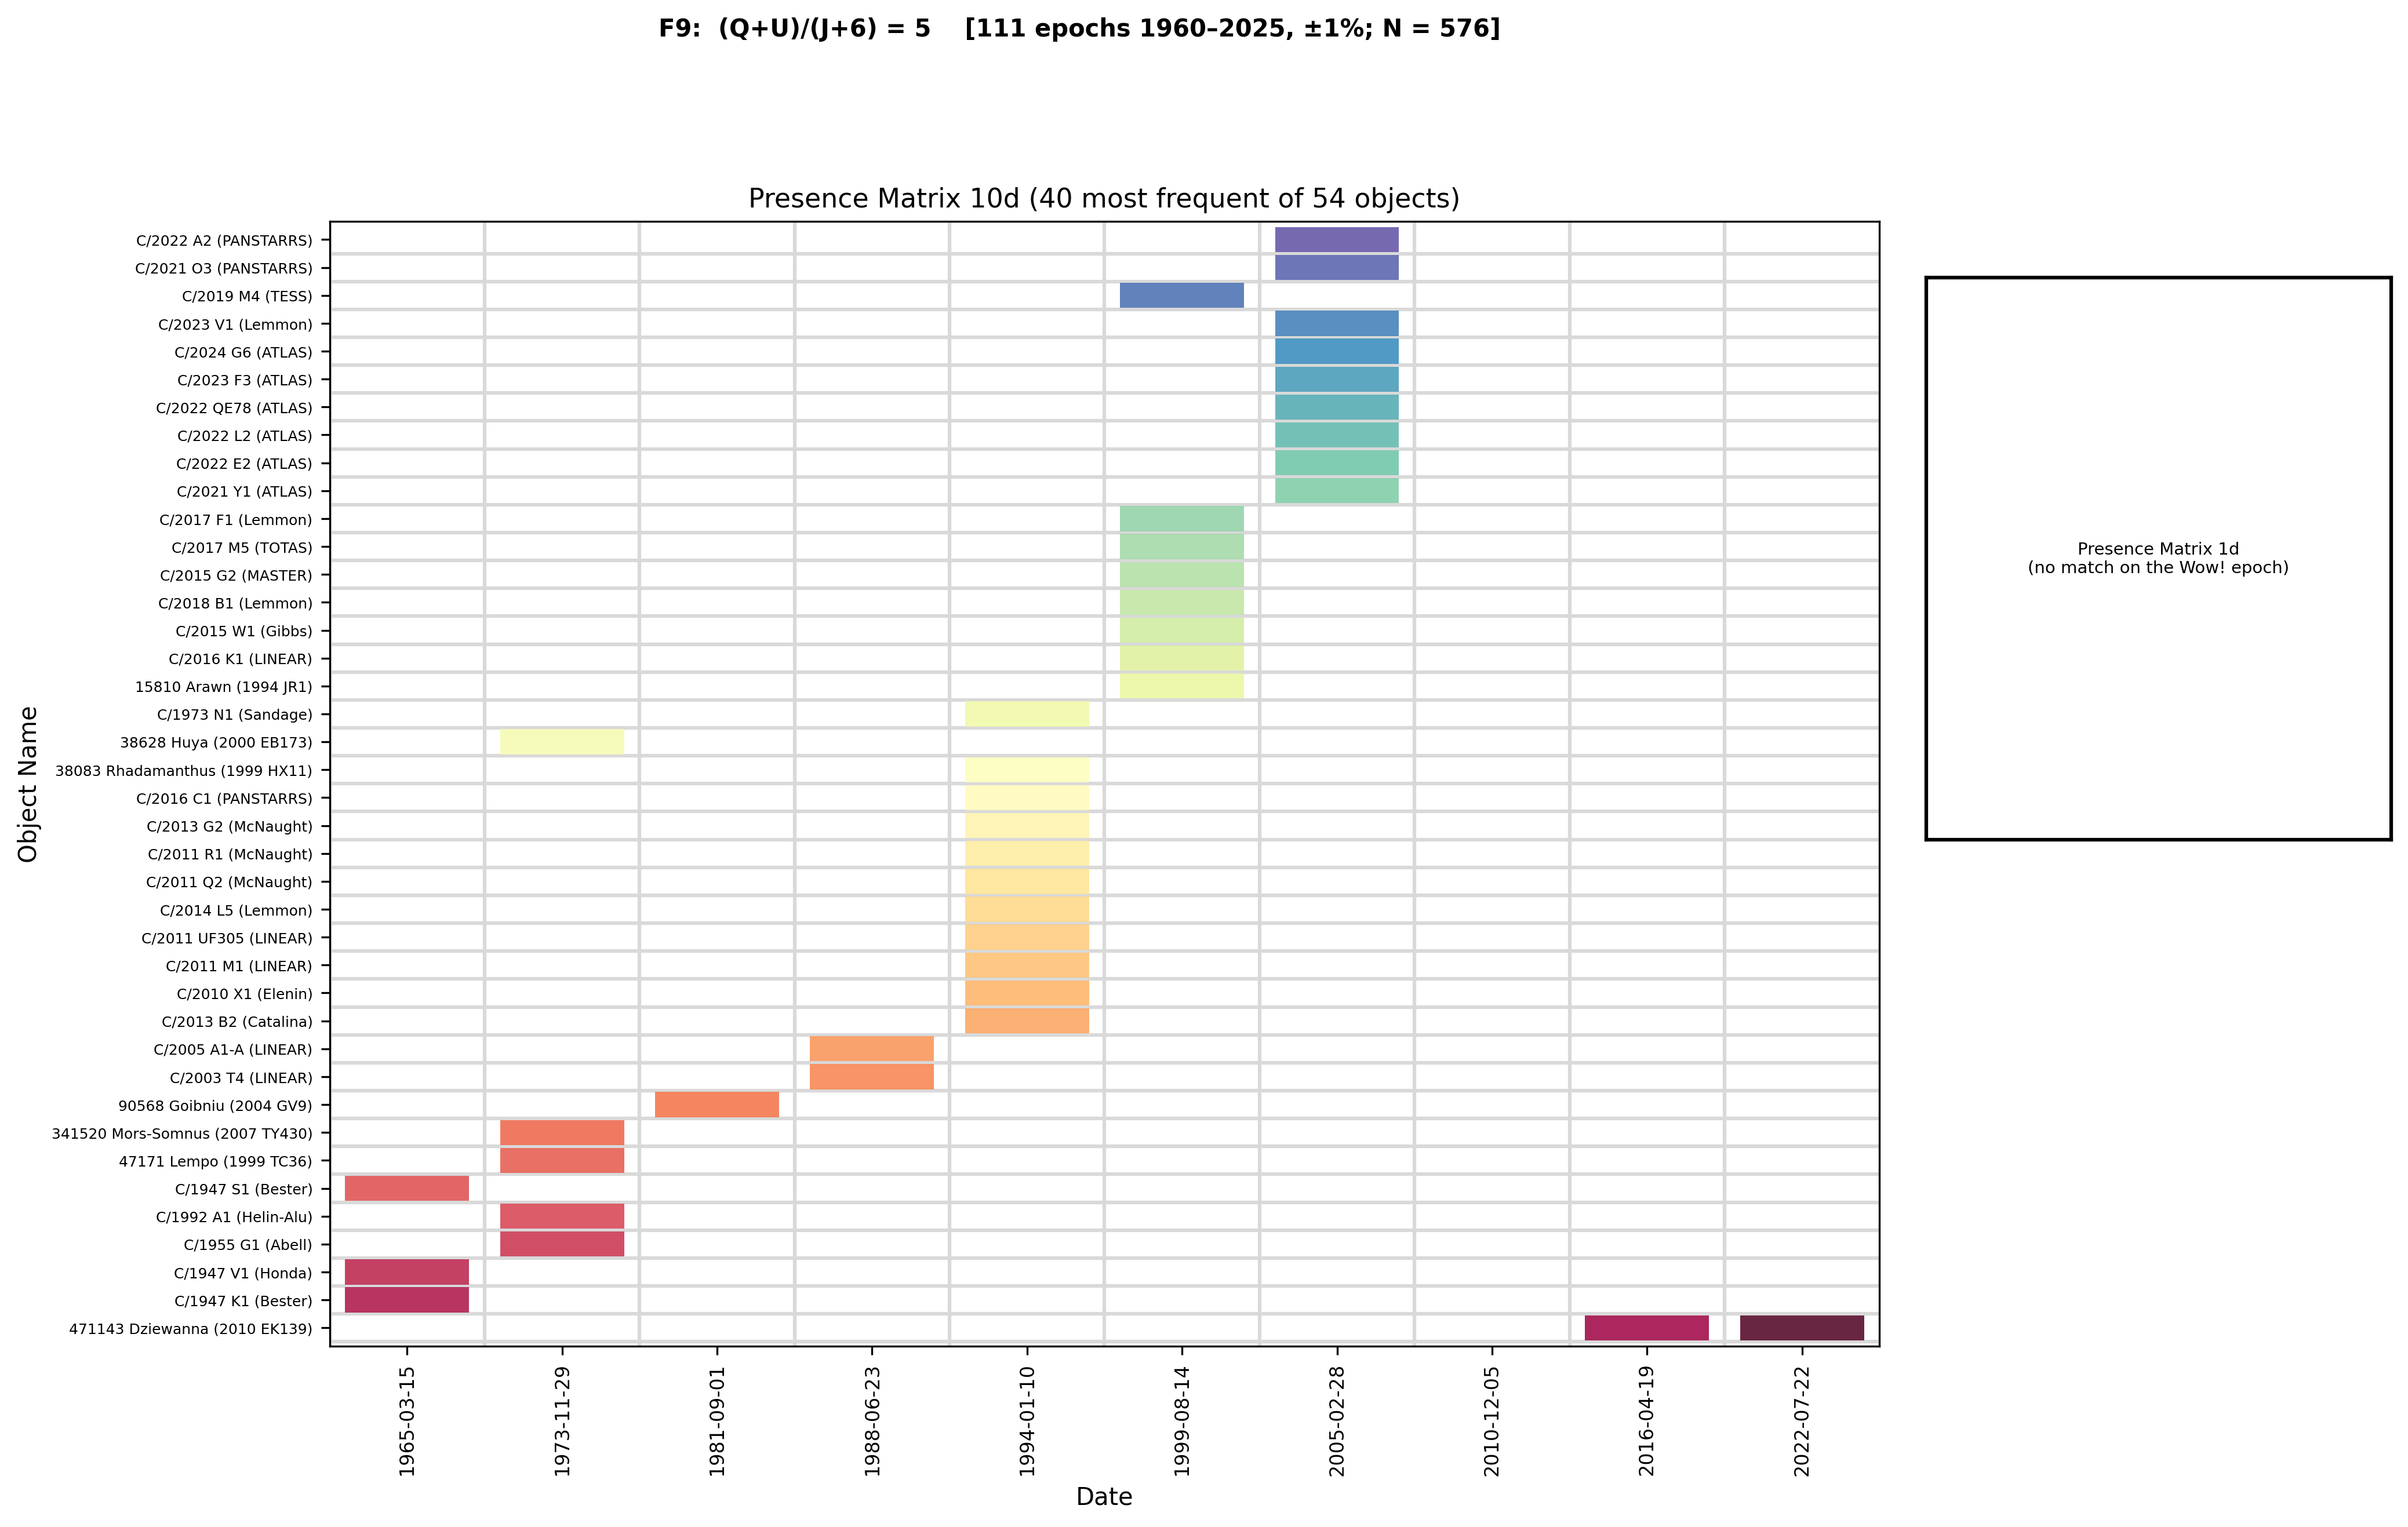 F9:  (Q+U)/(J+6) = 5    [111 epochs 1960–2025, ±1%; N = 576]
Presence Matrix 10d (40 most frequent of 54 objects)
Object Name
C/2022 A2 (PANSTARRS)
C/2021 O3 (PANSTARRS)
C/2019 M4 (TESS)
C/2023 V1 (Lemmon)
C/2024 G6 (ATLAS)
C/2023 F3 (ATLAS)
C/2022 QE78 (ATLAS)
C/2022 L2 (ATLAS)
C/2022 E2 (ATLAS)
C/2021 Y1 (ATLAS)
C/2017 F1 (Lemmon)
C/2017 M5 (TOTAS)
C/2015 G2 (MASTER)
C/2018 B1 (Lemmon)
C/2015 W1 (Gibbs)
C/2016 K1 (LINEAR)
15810 Arawn (1994 JR1)
C/1973 N1 (Sandage)
38628 Huya (2000 EB173)
38083 Rhadamanthus (1999 HX11)
C/2016 C1 (PANSTARRS)
C/2013 G2 (McNaught)
C/2011 R1 (McNaught)
C/2011 Q2 (McNaught)
C/2014 L5 (Lemmon)
C/2011 UF305 (LINEAR)
C/2011 M1 (LINEAR)
C/2010 X1 (Elenin)
C/2013 B2 (Catalina)
C/2005 A1-A (LINEAR)
C/2003 T4 (LINEAR)
90568 Goibniu (2004 GV9)
341520 Mors-Somnus (2007 TY430)
47171 Lempo (1999 TC36)
C/1947 S1 (Bester)
C/1992 A1 (Helin-Alu)
C/1955 G1 (Abell)
C/1947 V1 (Honda)
C/1947 K1 (Bester)
471143 Dziewanna (2010 EK139)
1965-03-15
1973-11-29
1981-09-01
1988-06-23
1994-01-10
1999-08-14
2005-02-28
2010-12-05
2016-04-19
2022-07-22
Date
Presence Matrix 1d
(no match on the Wow! epoch)